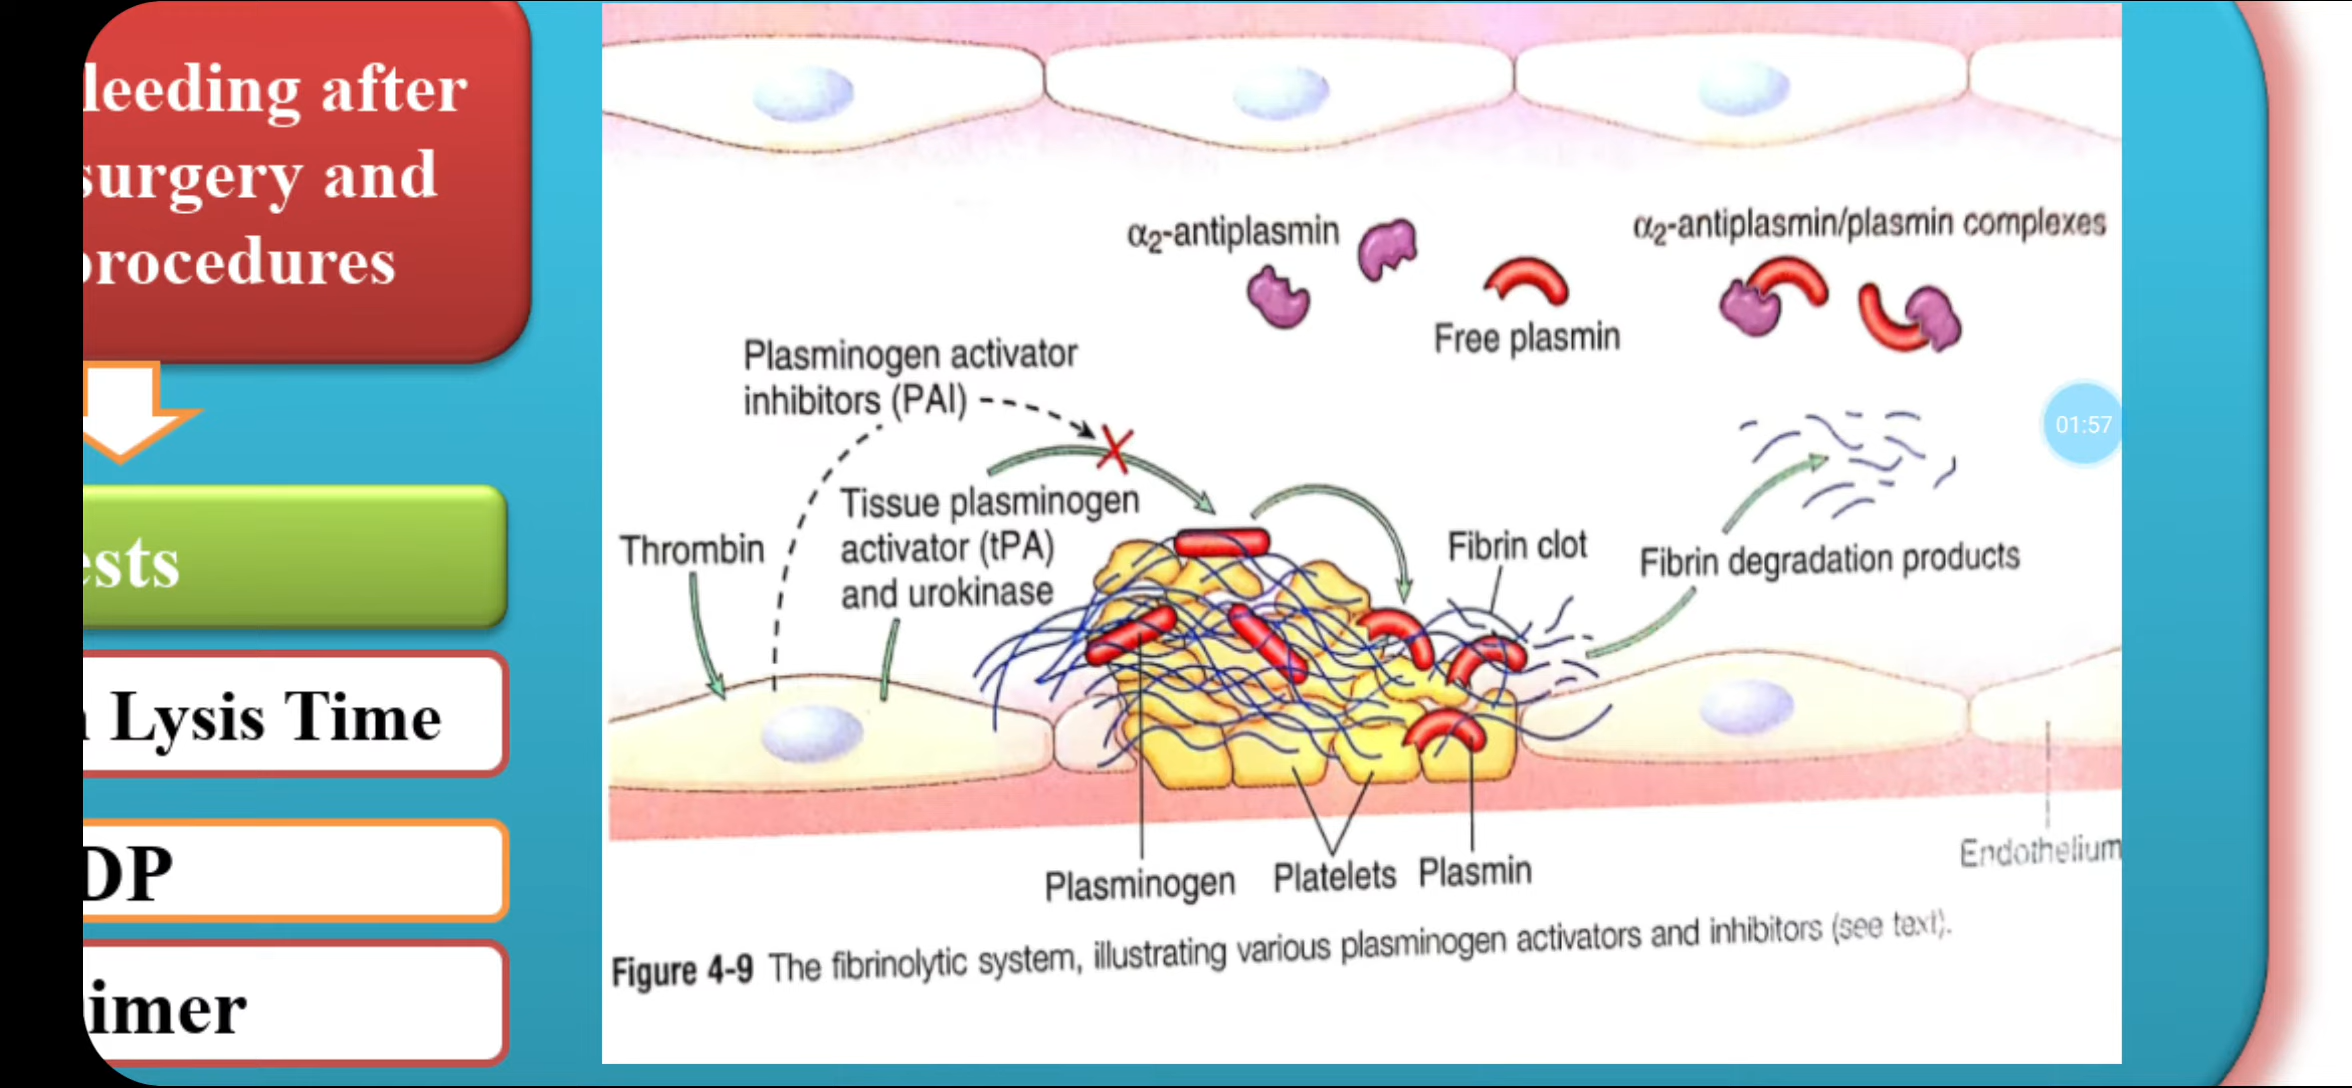 leeding after
surgery and
rocedures
ests
Lysis Time
DP
imer
α2-antiplasmin
α2-antiplasmin/plasmin complexes
Free plasmin
Plasminogen activator
inhibitors (PAI)
01:57
Tissue plasminogen
activator (tPA)
and urokinase
Thrombin
Fibrin clot
Fibrin degradation products
Plasminogen
Platelets
Plasmin
Endothelium
Figure 4-9 The fibrinolytic system, illustrating various plasminogen activators and inhibitors (see text).